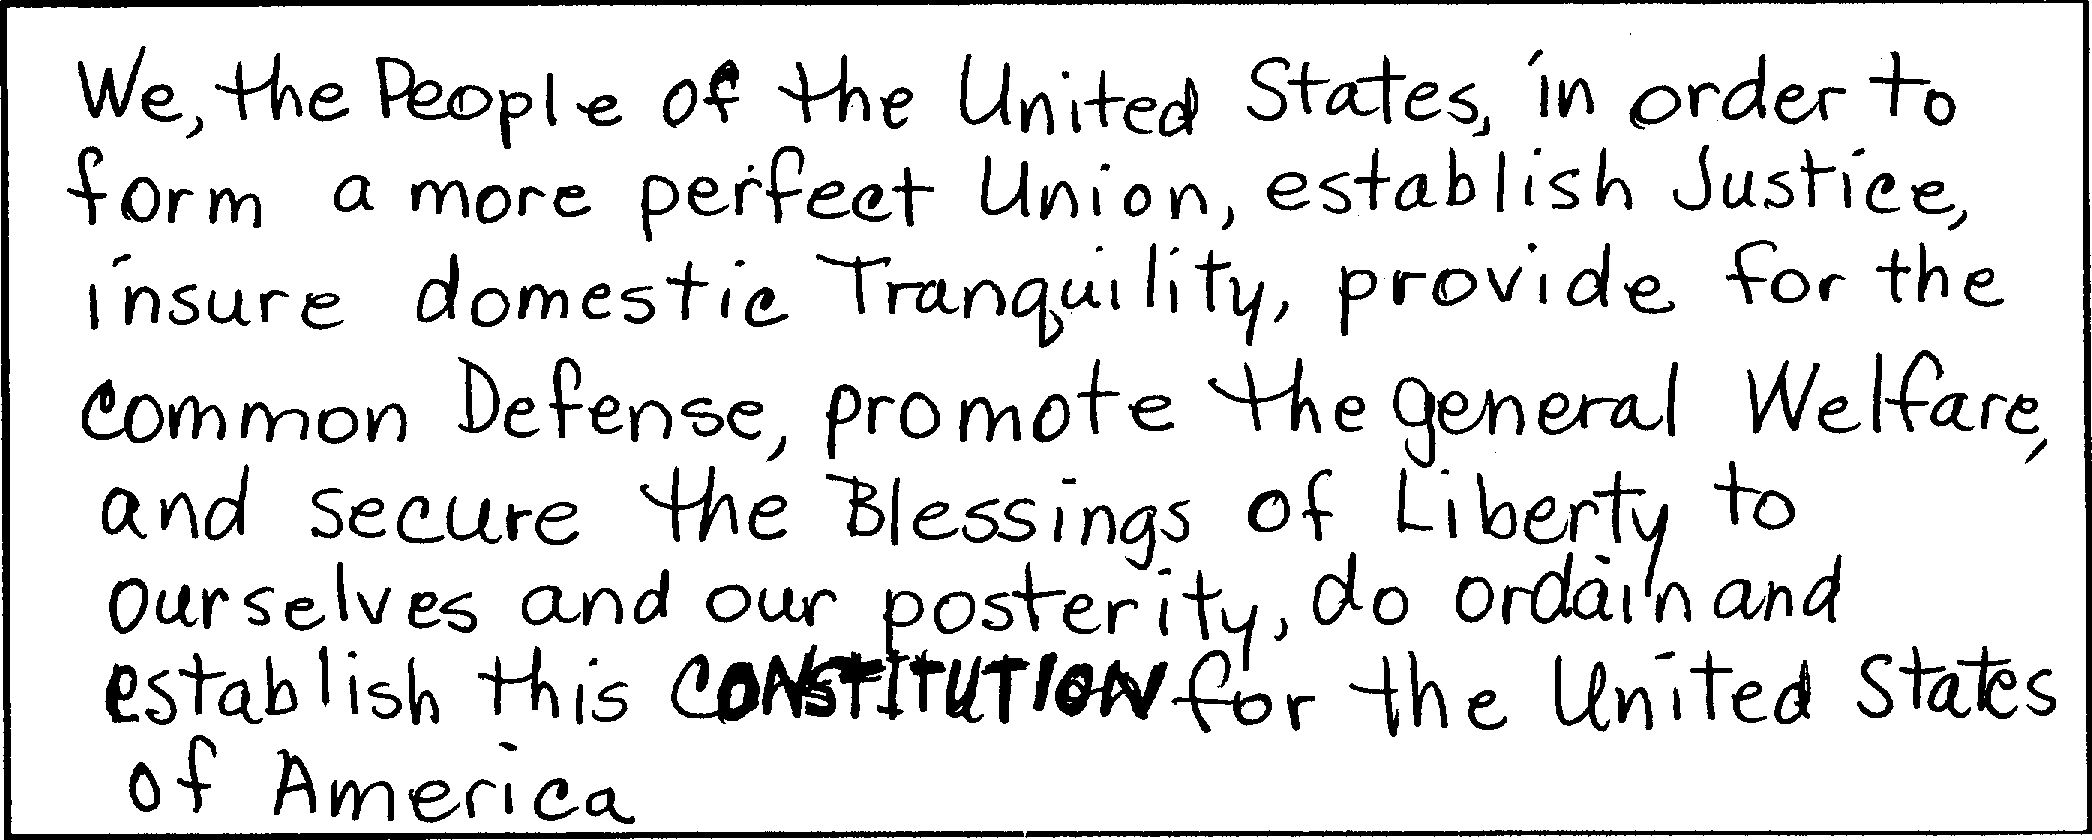 We, the People of the United States, in order to
form a more perfect Union, establish Justice,
insure domestic Tranquility, provide for the
common Defense, promote the general Welfare,
and secure the Blessings of Liberty to
ourselves and our posterity, do ordain and
establish this CONSTITUTION for the United States
of America